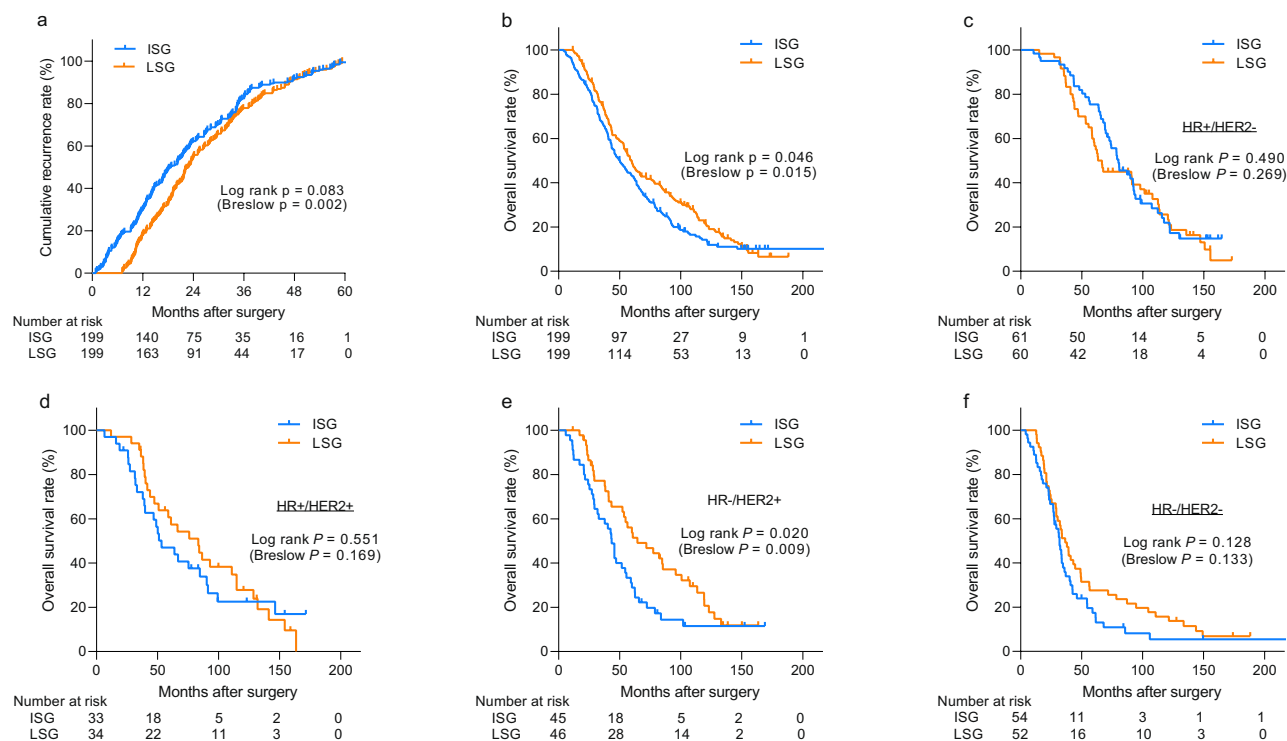 a
Cumulative recurrence rate (%)
100
80
60
40
20
0
ISG
LSG
Log rank p = 0.083
(Breslow p = 0.002)
0 12 24 36 48 60
Months after surgery
Number at risk
ISG 199 140 75 35 16 1
LSG 199 163 91 44 17 0
b
Overall survival rate (%)
100
80
60
40
20
0
ISG
LSG
Log rank p = 0.046
(Breslow p = 0.015)
0 50 100 150 200
Months after surgery
Number at risk
ISG 199 97 27 9 1
LSG 199 114 53 13 0
c
Overall survival rate (%)
100
80
60
40
20
0
ISG
LSG
HR+/HER2-
Log rank P = 0.490
(Breslow P = 0.269)
0 50 100 150 200
Months after surgery
Number at risk
ISG 61 50 14 5 0
LSG 60 42 18 4 0
d
Overall survival rate (%)
100
80
60
40
20
0
ISG
LSG
HR+/HER2+
Log rank P = 0.551
(Breslow P = 0.169)
0 50 100 150 200
Months after surgery
Number at risk
ISG 33 18 5 2 0
LSG 34 22 11 3 0
e
Overall survival rate (%)
100
80
60
40
20
0
ISG
LSG
HR-/HER2+
Log rank P = 0.020
(Breslow P = 0.009)
0 50 100 150 200
Months after surgery
Number at risk
ISG 45 18 5 2 0
LSG 46 28 14 2 0
f
Overall survival rate (%)
100
80
60
40
20
0
ISG
LSG
HR-/HER2-
Log rank P = 0.128
(Breslow P = 0.133)
0 50 100 150 200
Months after surgery
Number at risk
ISG 54 11 3 1 1
LSG 52 16 10 3 0